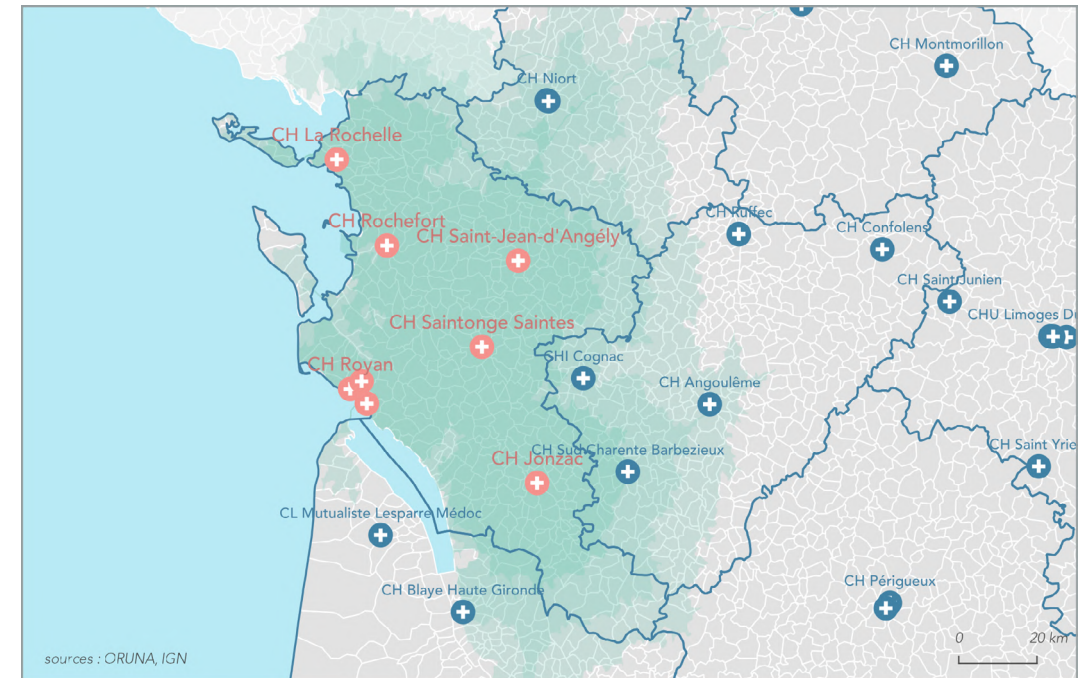 CH Montmorillon
CH Niort
CH La Rochelle
CH Ruffec
CH Rochefort
CH Confolens
CH Saint-Jean-d'Angély
CH Saint Junien
CHU Limoges Du
CH Saintonge Saintes
CHI Cognac
CH Royan
CH Angoulême
CH Saint Yrie
CH Sud Charente Barbezieux
CH Jonzac
CL Mutualiste Lesparre Médoc
CH Périgueux
CH Blaye Haute Gironde
0 20 km
sources : ORUNA, IGN